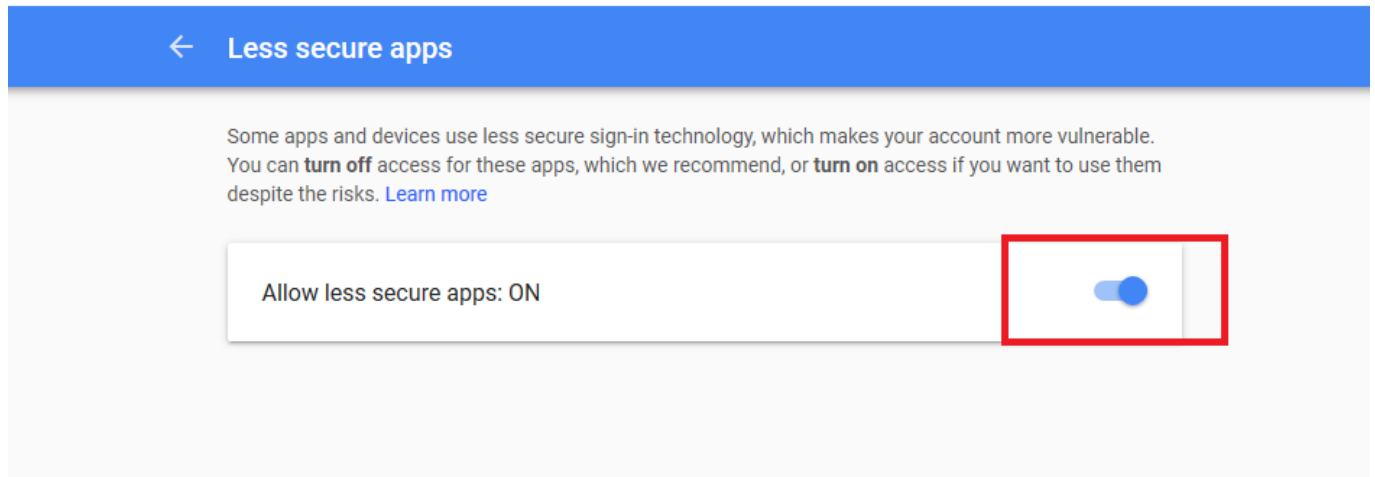 Less secure apps
Some apps and devices use less secure sign-in technology, which makes your account more vulnerable.
You can turn off access for these apps, which we recommend, or turn on access if you want to use them
despite the risks. Learn more
Allow less secure apps: ON